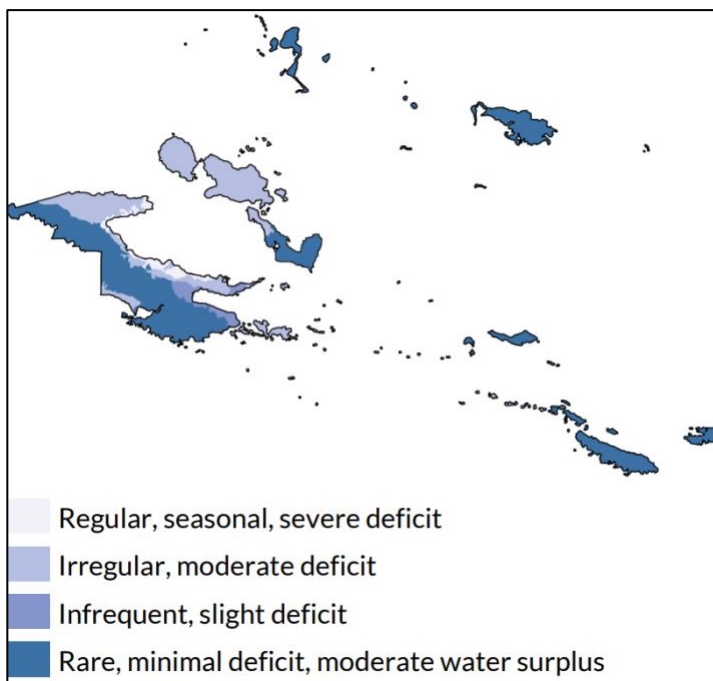 Regular, seasonal, severe deficit
Irregular, moderate deficit
Infrequent, slight deficit
Rare, minimal deficit, moderate water surplus